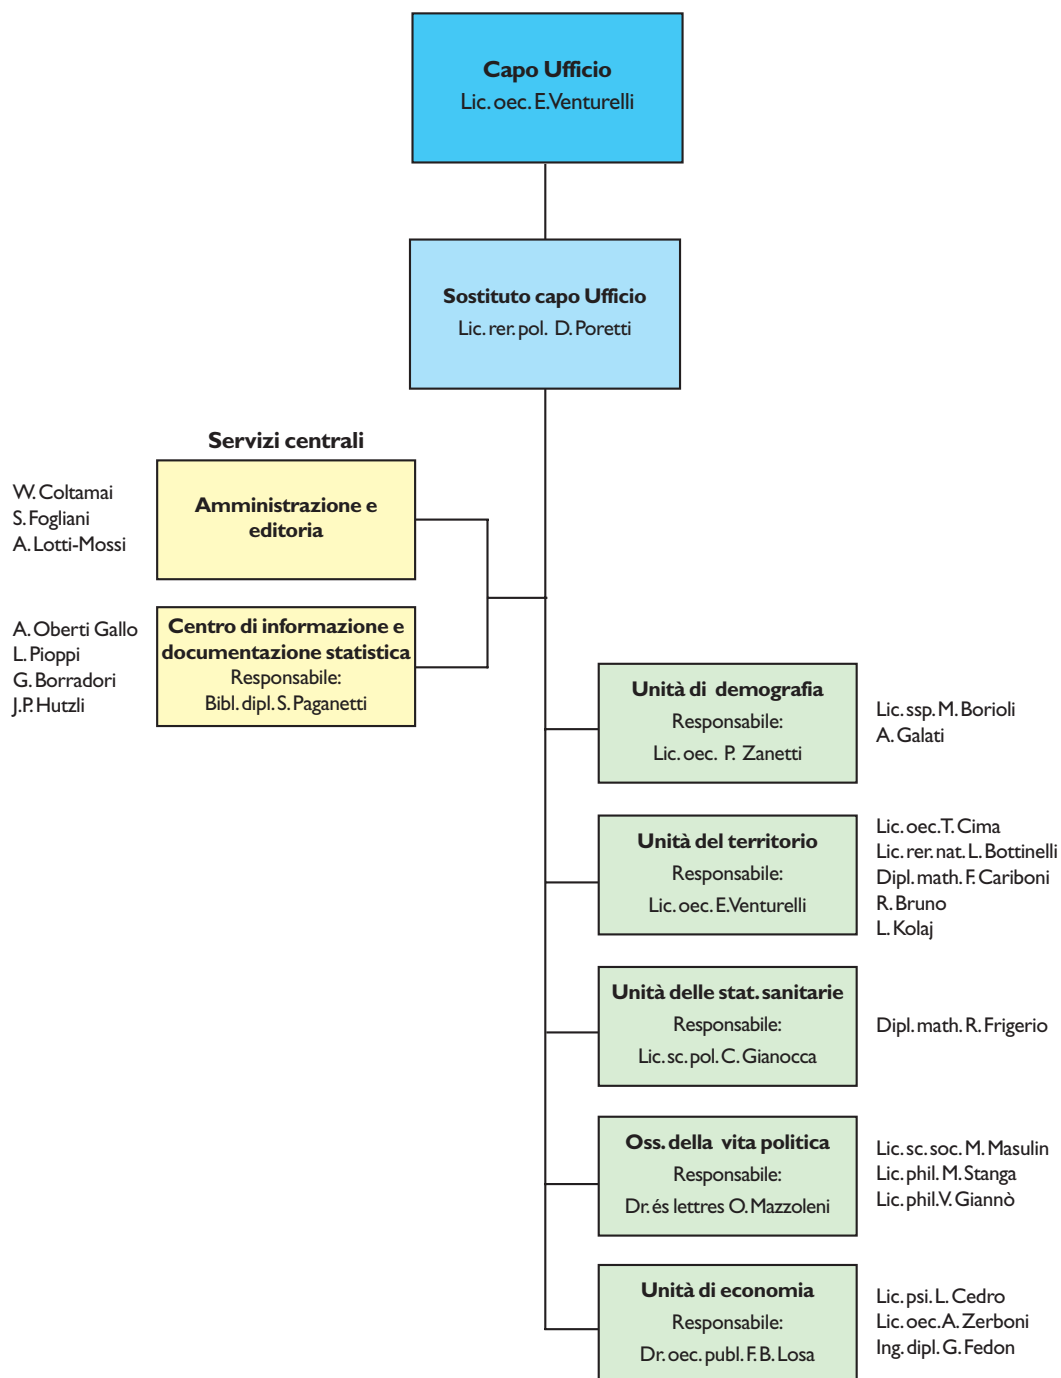 Capo Ufficio
Lic. oec. E.Venturelli
Sostituto capo Ufficio
Lic. rer. pol. D. Poretti
Servizi centrali
W. Coltamai
S. Fogliani
A. Lotti-Mossi
Amministrazione e
editoria
A. Oberti Gallo
L. Pioppi
G. Borradori
J.P. Hutzli
Centro di informazione e
documentazione statistica
Responsabile:
Bibl. dipl. S. Paganetti
Unità di demografia
Responsabile:
Lic. oec. P. Zanetti
Lic. ssp. M. Borioli
A. Galati
Unità del territorio
Responsabile:
Lic. oec. E.Venturelli
Lic. oec. T. Cima
Lic. rer. nat. L. Bottinelli
Dipl. math. F. Cariboni
R. Bruno
L. Kolaj
Unità delle stat. sanitarie
Responsabile:
Lic. sc. pol. C. Gianocca
Dipl. math. R. Frigerio
Oss. della vita politica
Responsabile:
Dr. és lettres O. Mazzoleni
Lic. sc. soc. M. Masulin
Lic. phil. M. Stanga
Lic. phil. V. Giannò
Unità di economia
Responsabile:
Dr. oec. publ. F. B. Losa
Lic. psi. L. Cedro
Lic. oec. A. Zerboni
Ing. dipl. G. Fedon